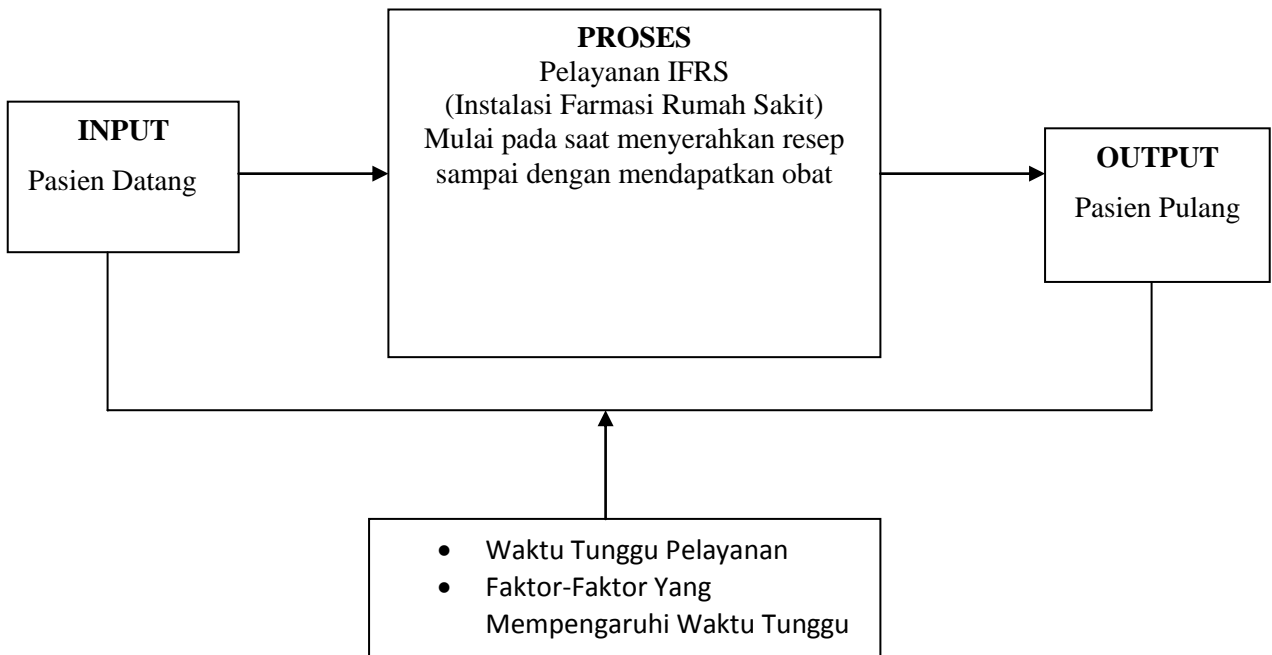 INPUT
Pasien Datang
PROSES
Pelayanan IFRS
(Instalasi Farmasi Rumah Sakit)
Mulai pada saat menyerahkan resep
sampai dengan mendapatkan obat
OUTPUT
Pasien Pulang
• Waktu Tunggu Pelayanan
• Faktor-Faktor Yang
Mempengaruhi Waktu Tunggu